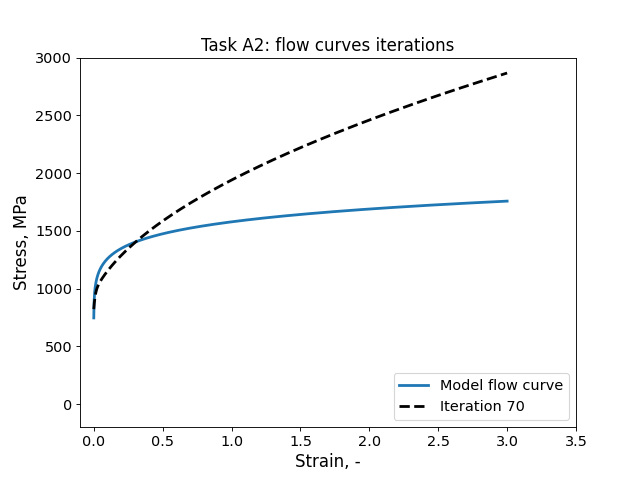 Task A2: flow curves iterations
Stress, MPa
3000
2500
2000
1500
1000
500
0
0.0 0.5 1.0 1.5 2.0 2.5 3.0 3.5
Strain, -
Model flow curve
Iteration 70